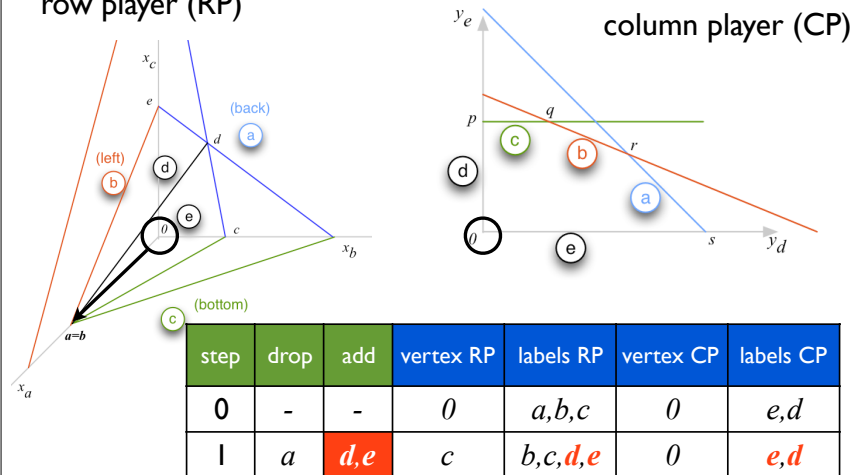 row player (RP)
column player (CP)
x_c
e
(back)
a
d
(left)
b
d
e
0
c
x_b
(bottom)
c
a=b
x_a
y_e
p
q
c
b
r
d
a
0
e
s
y_d
step drop add vertex RP labels RP vertex CP labels CP
0 - - 0 a,b,c 0 e,d
1 a d,e c b,c,d,e 0 e,d